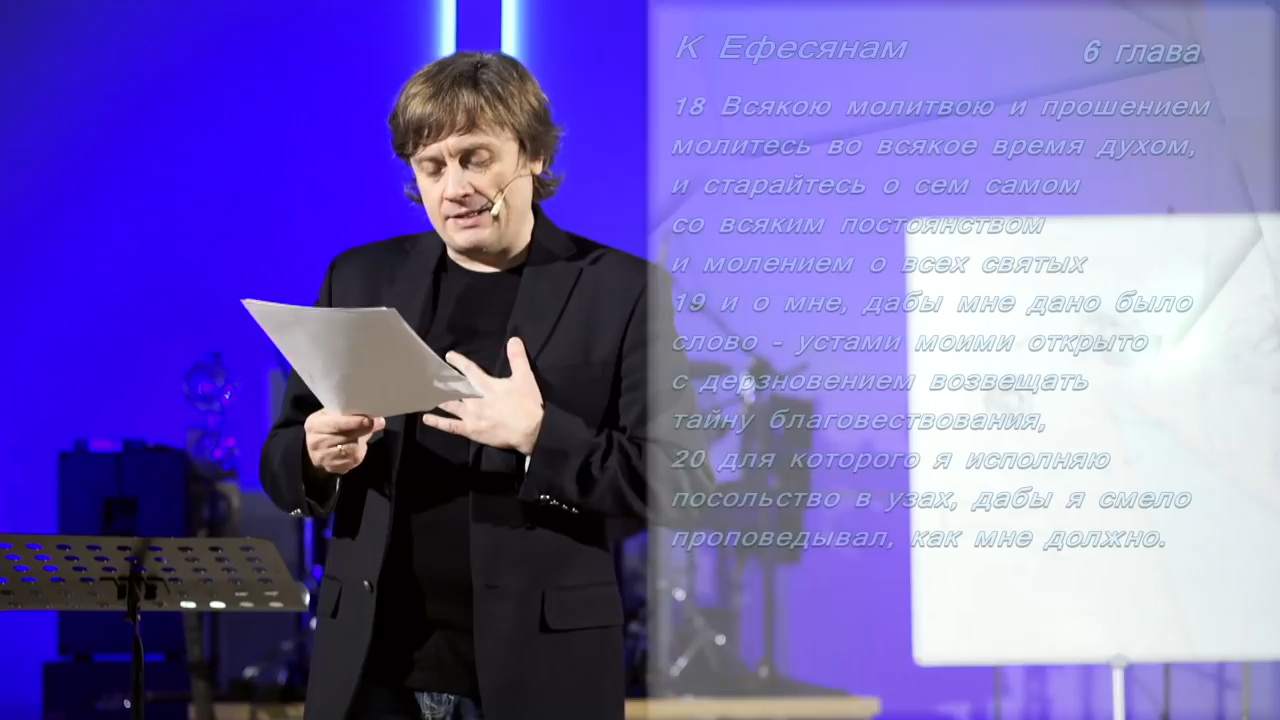 К Ефесянам 6 глава
18 Всякою молитвою и прошением
молитесь во всякое время духом,
и старайтесь о сем самом
со всяким постоянством
и молением о всех святых
19 и о мне, дабы мне дано было
слово - устами моими открыто
с дерзновением возвещать
тайну благовествования,
20 для которого я исполняю
посольство в узах, дабы я смело
проповедывал, как мне должно.